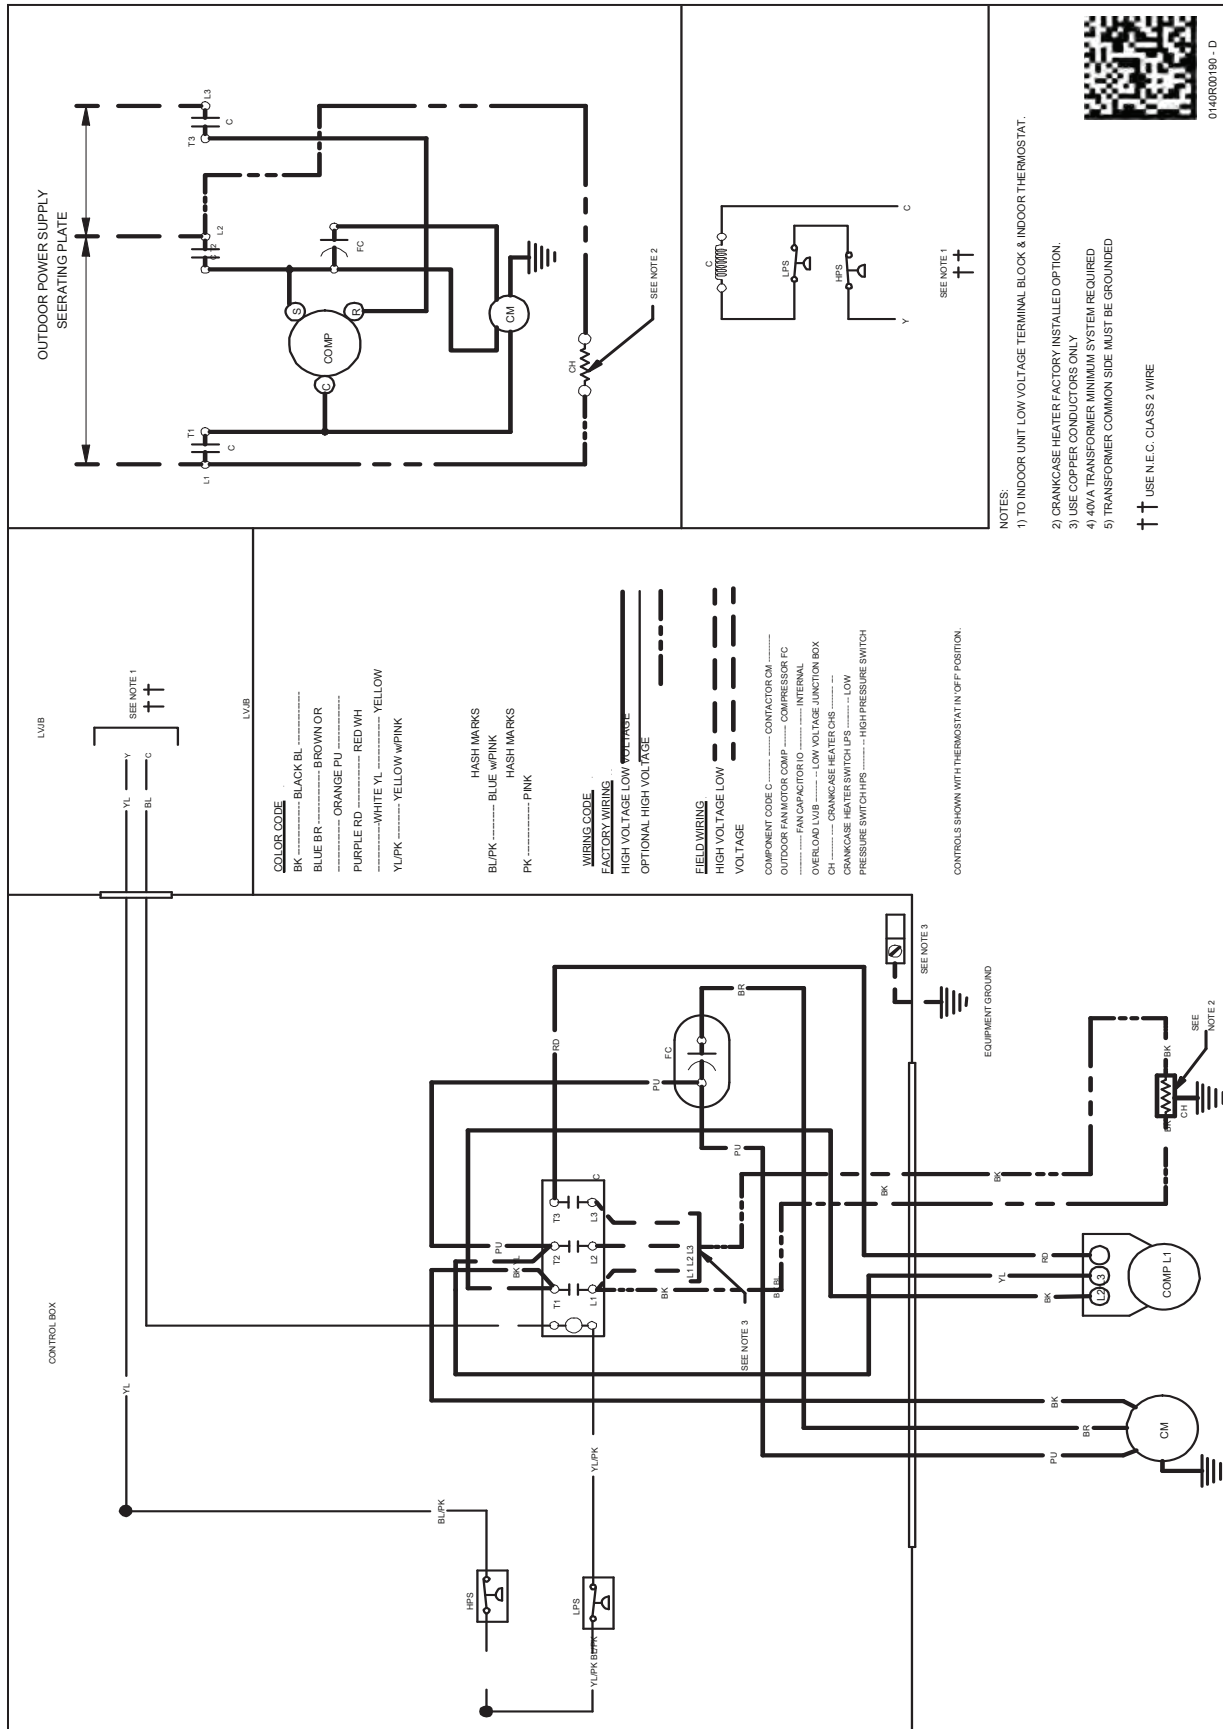 OUTDOOR POWER SUPPLY
SEERATING PLATE
L1
T1
C
L2
C
T3
L3
C
S
R
C
COMP
FC
CM
CH
SEE NOTE 2
C
LPS
HPS
Y
C
SEE NOTE 1
NOTES:
1) TO INDOOR UNIT LOW VOLTAGE TERMINAL BLOCK & INDOOR THERMOSTAT.
2) CRANKCASE HEATER FACTORY INSTALLED OPTION.
3) USE COPPER CONDUCTORS ONLY
4) 40VA TRANSFORMER MINIMUM SYSTEM REQUIRED
5) TRANSFORMER COMMON SIDE MUST BE GROUNDED
†† USE N.E.C. CLASS 2 WIRE
0140R00190 - D
LVJB
SEE NOTE 1
YL
Y
BL
C
LVJB
COLOR CODE
BK ---------- BLACK BL ----------
BLUE BR ---------- BROWN OR
---------- ORANGE PU ----------
PURPLE RD ---------- RED WH
----------WHITE YL ---------- YELLOW
YL/PK -------- YELLOW w/PINK
HASH MARKS
BL/PK -------- BLUE w/PINK
HASH MARKS
PK ---------- PINK
WIRING CODE
FACTORY WIRING
HIGH VOLTAGE LOW VOLTAGE
OPTIONAL HIGH VOLTAGE
FIELD WIRING
HIGH VOLTAGE LOW
VOLTAGE
COMPONENT CODE C ---------- CONTACTOR CM ----------
OUTDOOR FAN MOTOR COMP -------- COMPRESSOR FC
---------- FAN CAPACITOR IO ---------- INTERNAL
OVERLOAD LVJB ---------- LOW VOLTAGE JUNCTION BOX
CH ---------- CRANKCASE HEATER CHS ----------
CRANKCASE HEATER SWITCH LPS ---------- LOW
PRESSURE SWITCH HPS ---------- HIGH PRESSURE SWITCH
CONTROLS SHOWN WITH THERMOSTAT IN 'OFF' POSITION.
CONTROL BOX
YL
BL/PK
HPS
LPS
YL/PK BL/PK
YL/PK
RD
PU
FC
BR
PU
PU
BK YL
T1
T2
T3
L1
L2
L3
C
BK
L1 L2 L3
SEE NOTE 3
BK
BK
SEE NOTE 3
EQUIPMENT GROUND
BK
BK
CH
SEE
NOTE 2
RD
YL
BK
L2
L3
COMP L1
BK
BR
PU
CM